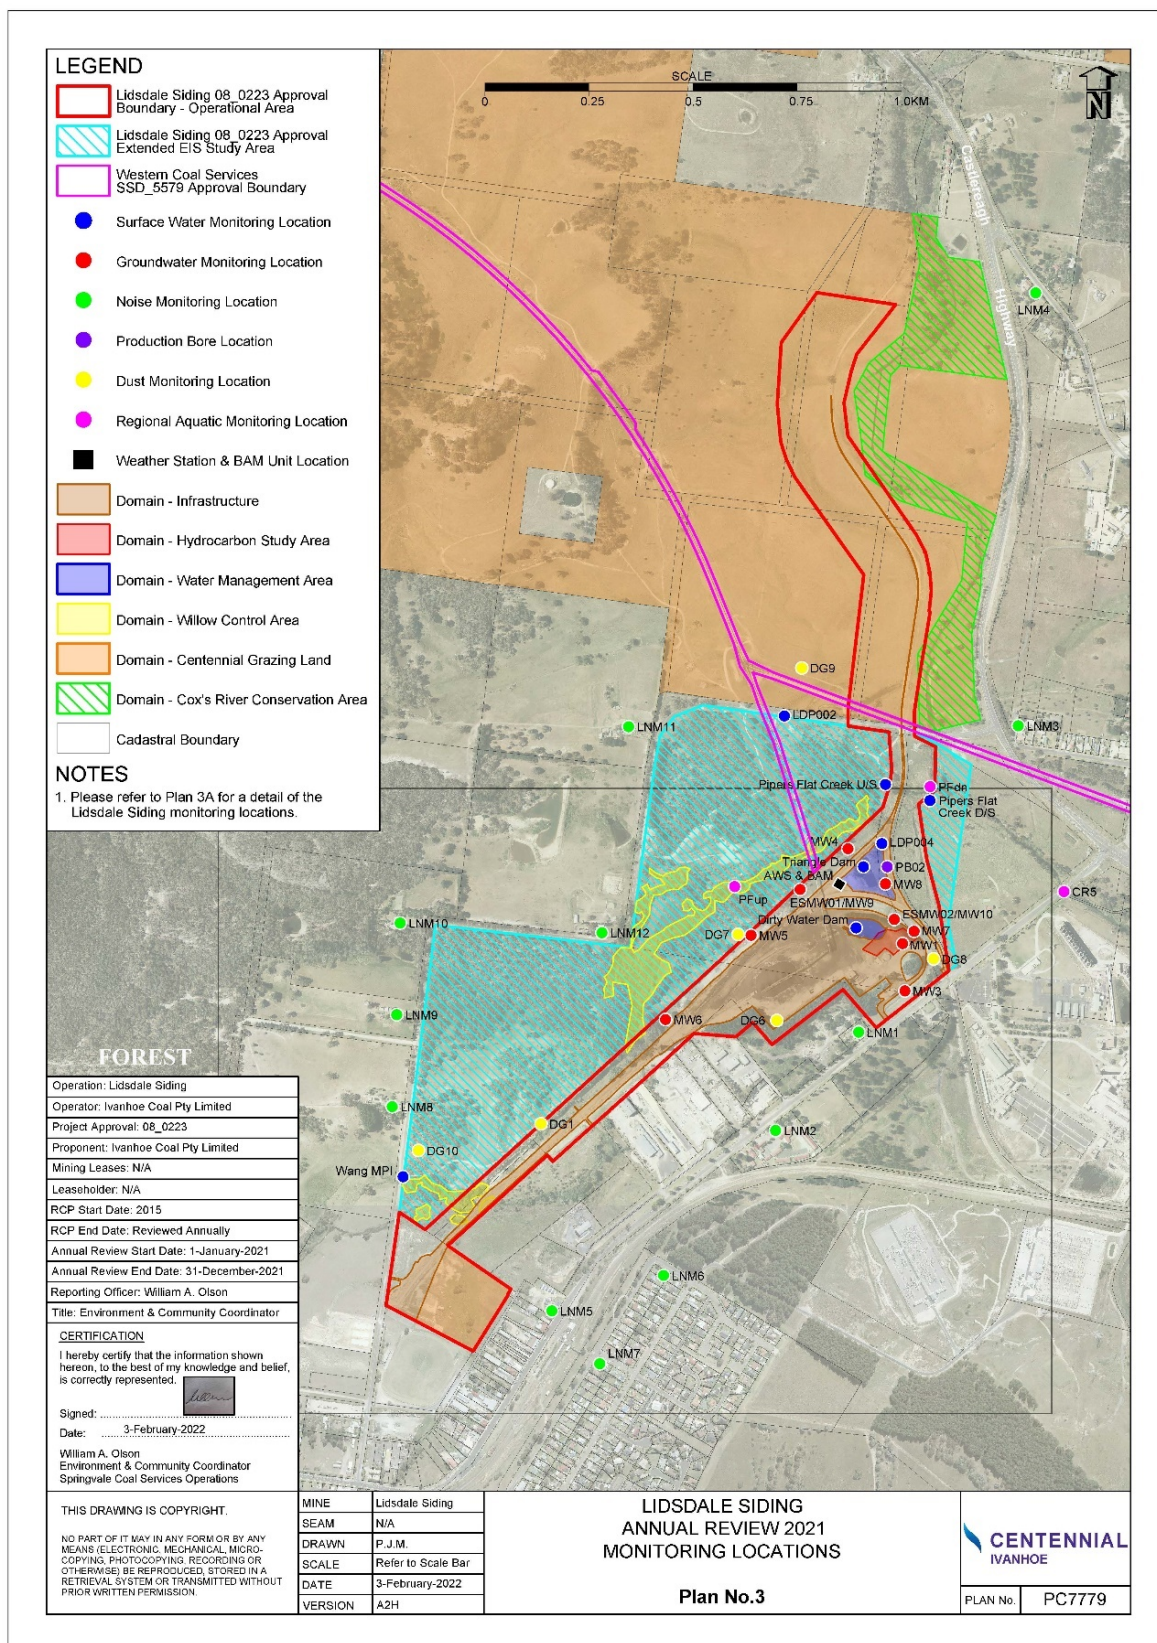 LEGEND
Lidsdale Siding 08_0223 Approval
Boundary - Operational Area
Lidsdale Siding 08_0223 Approval
Extended EIS Study Area
Western Coal Services
SSD_5579 Approval Boundary
Surface Water Monitoring Location
Groundwater Monitoring Location
Noise Monitoring Location
Production Bore Location
Dust Monitoring Location
Regional Aquatic Monitoring Location
Weather Station & BAM Unit Location
Domain - Infrastructure
Domain - Hydrocarbon Study Area
Domain - Water Management Area
Domain - Willow Control Area
Domain - Centennial Grazing Land
Domain - Cox's River Conservation Area
Cadastral Boundary
NOTES
1. Please refer to Plan 3A for a detail of the
Lidsdale Siding monitoring locations.
SCALE
0 0.25 0.5 0.75 1.0KM
N
Castlereagh
Highway
LNM4
DG9
LDP002
LNM11
LNM3
Pipers Flat Creek U/S
PFdn
Pipers Flat
Creek D/S
MW4
LDP004
Triangle Dam
PB02
AWS & BAM
MW8
PFup
ESMW01/MW9
CR5
LNM10
Dirty Water Dam
ESMW02/MW10
LNM12
DG7
MW5
MW7
MW1
DG8
MW3
LNM9
MW6
DG6
LNM1
FOREST
LNM8
DG1
LNM2
DG10
Wang MPI
LNM6
LNM5
LNM7
Operation: Lidsdale Siding
Operator: Ivanhoe Coal Pty Limited
Project Approval: 08_0223
Proponent: Ivanhoe Coal Pty Limited
Mining Leases: N/A
Leaseholder: N/A
RCP Start Date: 2015
RCP End Date: Reviewed Annually
Annual Review Start Date: 1-January-2021
Annual Review End Date: 31-December-2021
Reporting Officer: William A. Olson
Title: Environment & Community Coordinator
CERTIFICATION
I hereby certify that the information shown
hereon, to the best of my knowledge and belief,
is correctly represented.
Signed:
Date: 3-February-2022
William A. Olson
Environment & Community Coordinator
Springvale Coal Services Operations
THIS DRAWING IS COPYRIGHT.
NO PART OF IT MAY IN ANY FORM OR BY ANY
MEANS (ELECTRONIC, MECHANICAL, MICRO-
COPYING, PHOTOCOPYING, RECORDING OR
OTHERWISE) BE REPRODUCED, STORED IN A
RETRIEVAL SYSTEM OR TRANSMITTED WITHOUT
PRIOR WRITTEN PERMISSION.
MINE Lidsdale Siding
SEAM N/A
DRAWN P.J.M.
SCALE Refer to Scale Bar
DATE 3-February-2022
VERSION A2H
LIDSDALE SIDING
ANNUAL REVIEW 2021
MONITORING LOCATIONS
Plan No.3
CENTENNIAL
IVANHOE
PLAN No. PC7779